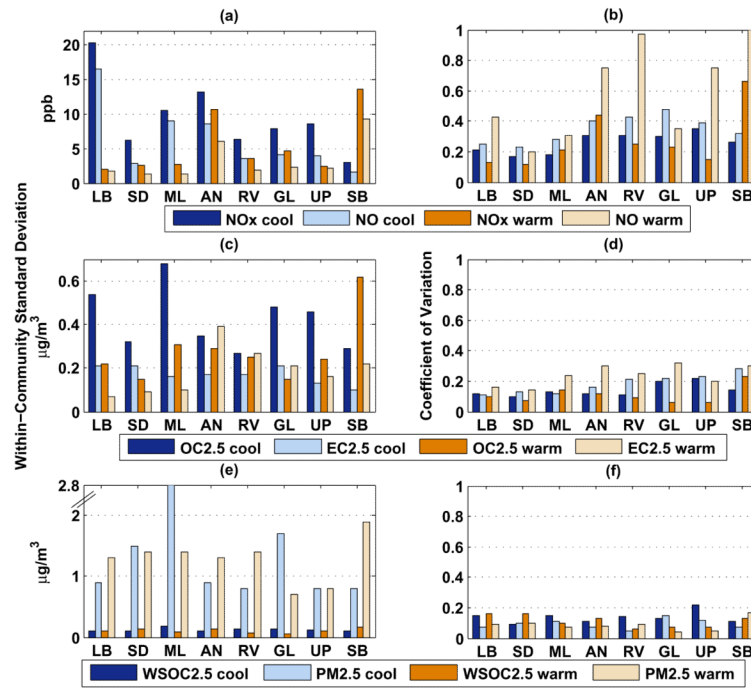 (a)
(b)
ppb
20
15
10
5
0
LB SD ML AN RV GL UP SB
1
0.8
0.6
0.4
0.2
0
LB SD ML AN RV GL UP SB
NOx cool NO cool NOx warm NO warm
(c)
(d)
Within−Community Standard Deviation
μg/m³
0.6
0.4
0.2
0
LB SD ML AN RV GL UP SB
Coefficient of Variation
1
0.8
0.6
0.4
0.2
0
LB SD ML AN RV GL UP SB
OC2.5 cool EC2.5 cool OC2.5 warm EC2.5 warm
(e)
(f)
μg/m³
2.8
2
1
0
LB SD ML AN RV GL UP SB
1
0.8
0.6
0.4
0.2
0
LB SD ML AN RV GL UP SB
WSOC2.5 cool PM2.5 cool WSOC2.5 warm PM2.5 warm